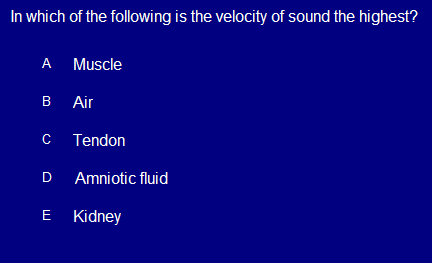 In which of the following is the velocity of sound the highest?
A Muscle
B Air
C Tendon
D Amniotic fluid
E Kidney